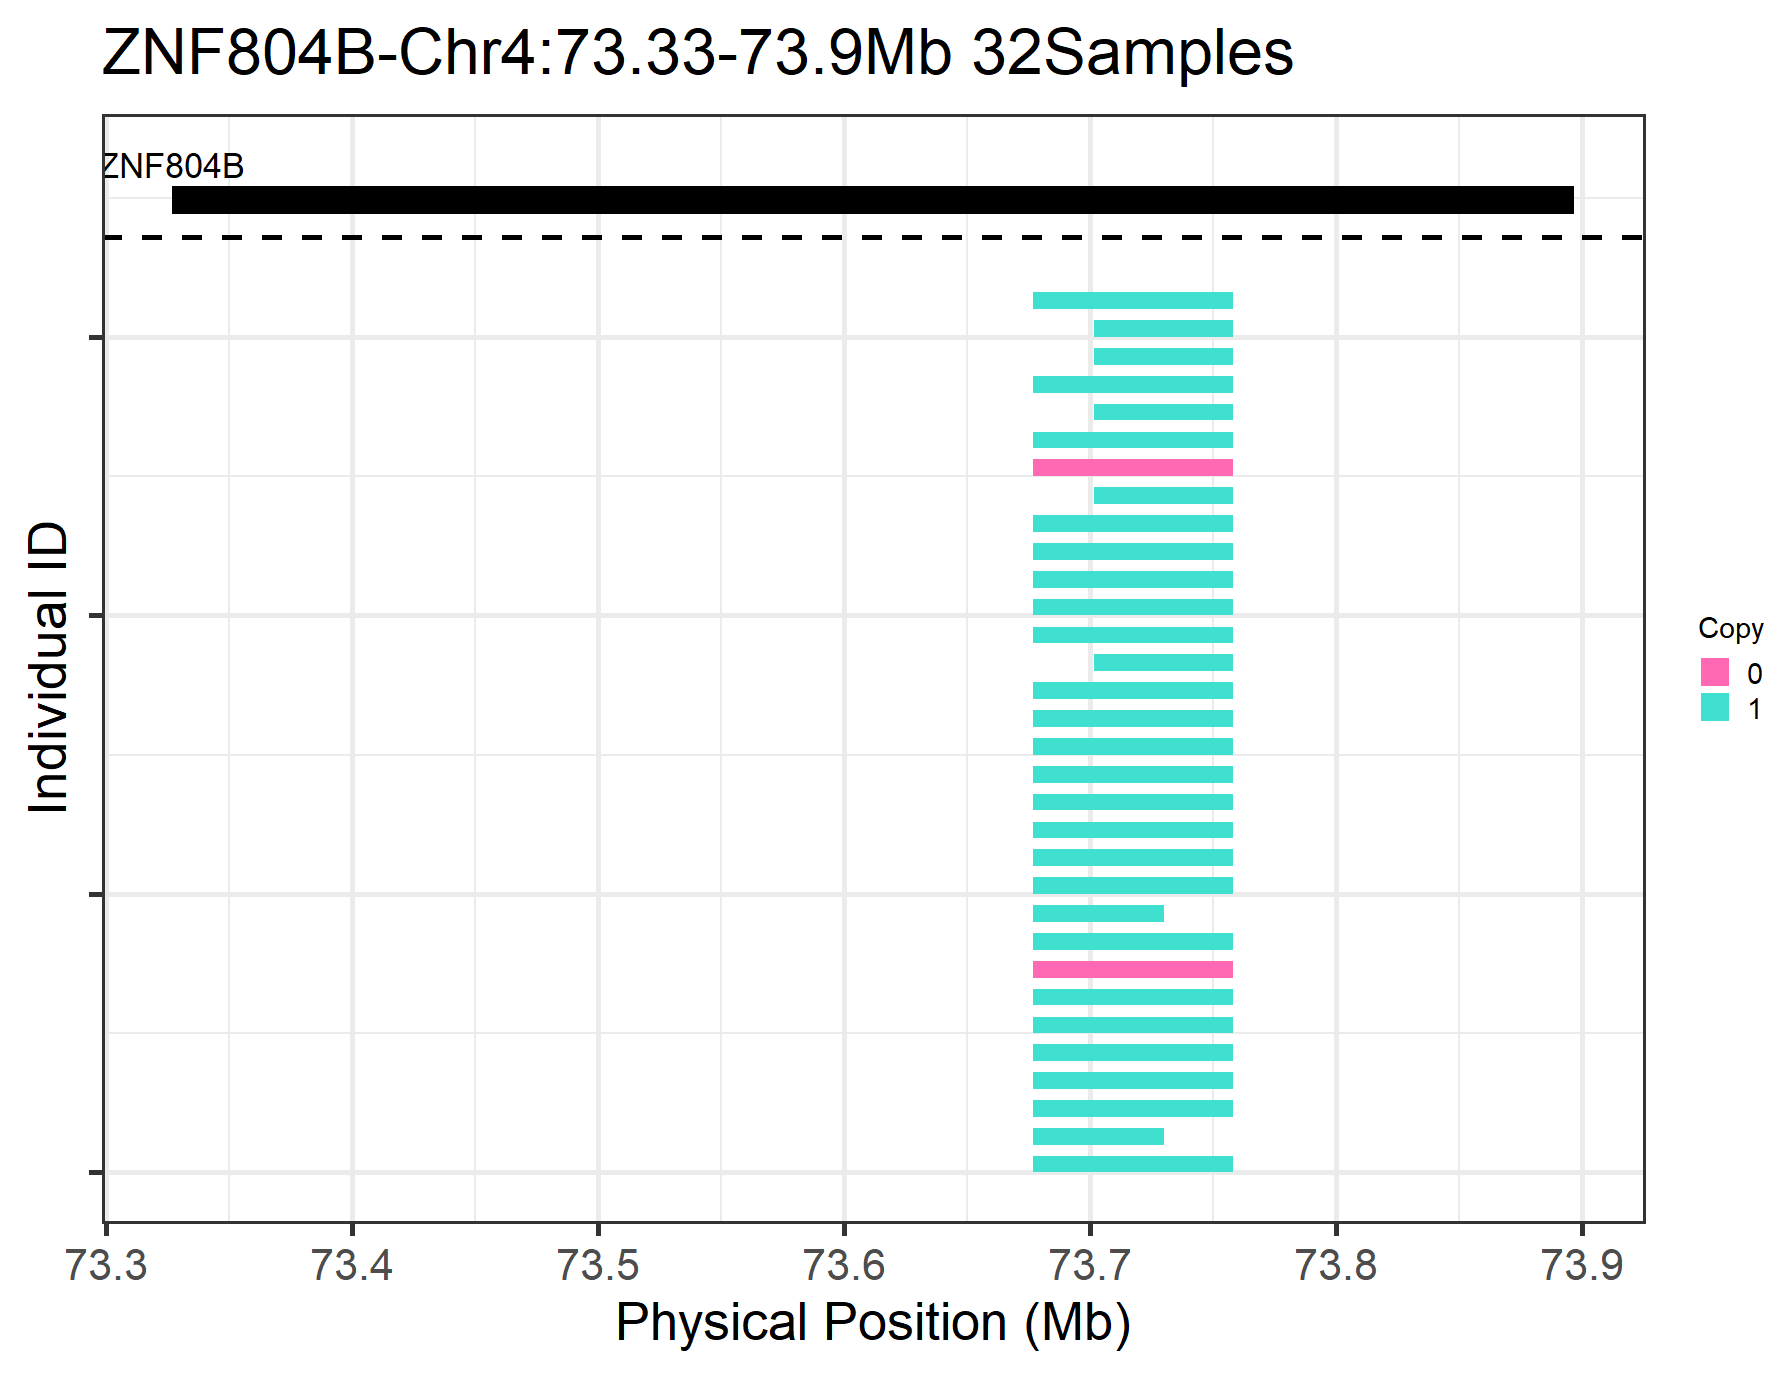 ZNF804B-Chr4:73.33-73.9Mb 32Samples
ZNF804B
Individual ID
Copy
0
1
73.3 73.4 73.5 73.6 73.7 73.8 73.9
Physical Position (Mb)